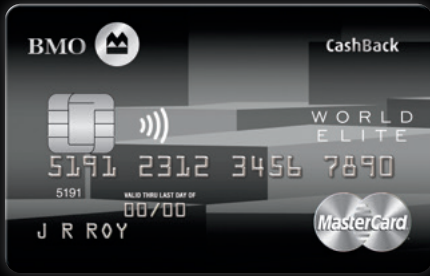 BMO CashBack
WORLD
ELITE
5191 2312 3456 7890
5191 VALID THRU LAST DAY OF
00/00
J R ROY
MasterCard